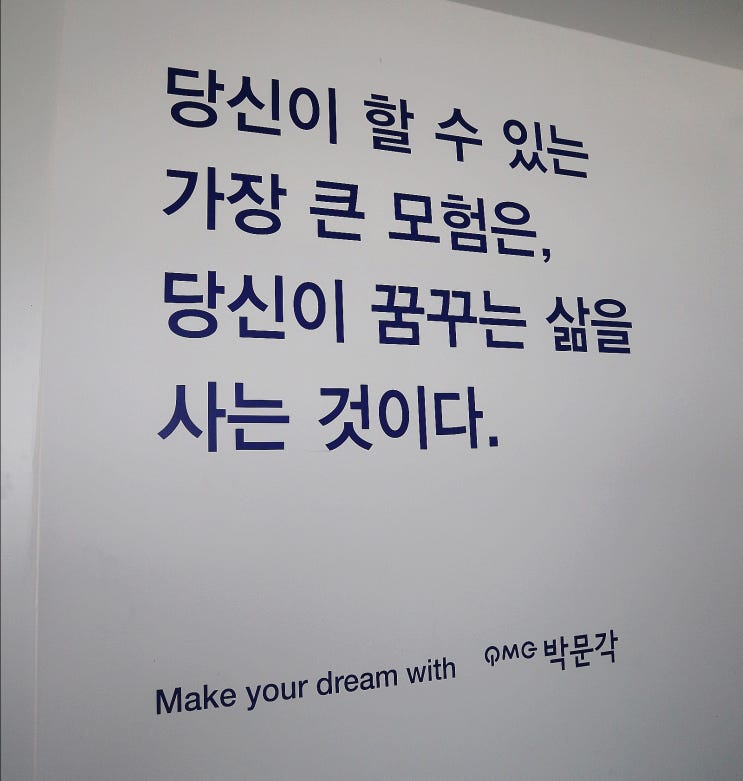 당신이 할 수 있는
가장 큰 모험은,
당신이 꿈꾸는 삶을
사는 것이다.
Make your dream with PMG 박문각